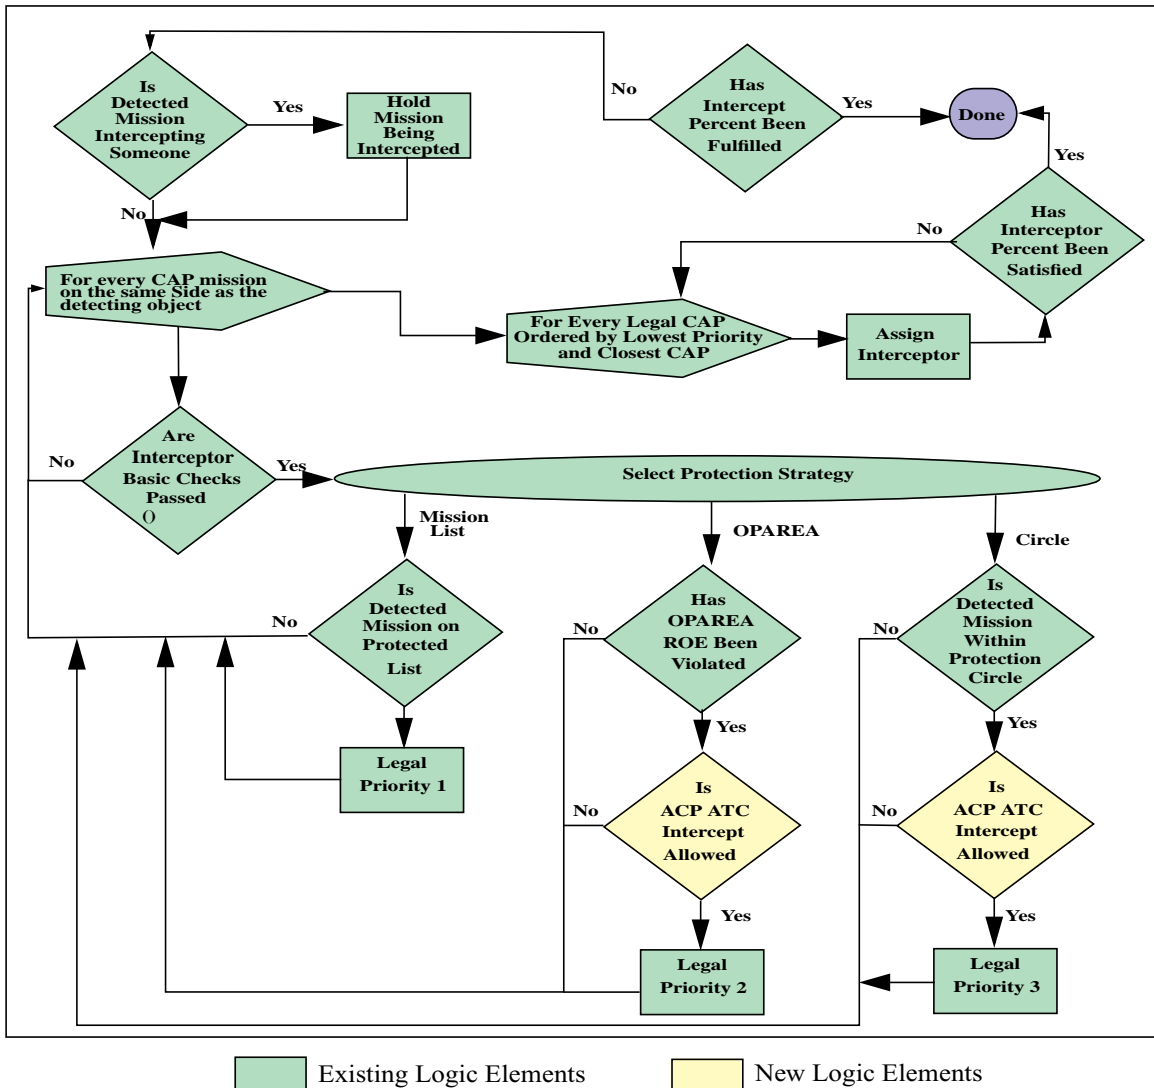 Is
Detected
Mission
Intercepting
Someone
Yes
Hold
Mission
Being
Intercepted
No
Has
Intercept
Percent Been
Fulfilled
Yes
Done
Yes
No
No
Has
Interceptor
Percent Been
Satisfied
For every CAP mission
on the same Side as the
detecting object
For Every Legal CAP
Ordered by Lowest Priority
and Closest CAP
Assign
Interceptor
Are
Interceptor
Basic Checks
Passed
()
No
Yes
Select Protection Strategy
Mission
List
OPAREA
Circle
Is
Detected
Mission on
Protected
List
No
Has
OPAREA
ROE Been
Violated
No
Is
Detected
Mission
Within
Protection
Circle
No
Yes
Yes
Legal
Priority 1
Is
ACP ATC
Intercept
Allowed
No
Is
ACP ATC
Intercept
Allowed
No
Yes
Yes
Legal
Priority 2
Legal
Priority 3
Existing Logic Elements
New Logic Elements